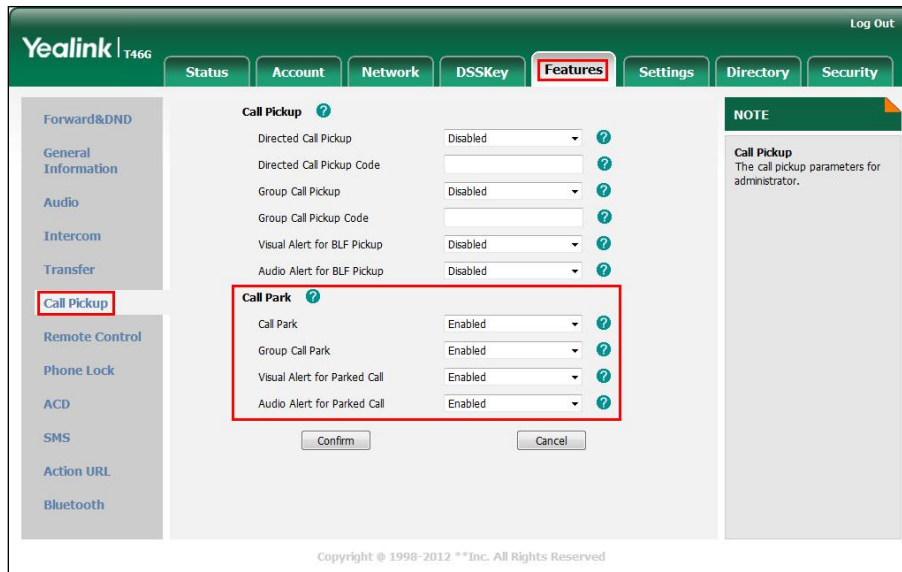 Log Out
Yealink T46G
Status Account Network DSSKey Features Settings Directory Security
Forward&DND
General
Information
Audio
Intercom
Transfer
Call Pickup
Remote Control
Phone Lock
ACD
SMS
Action URL
Bluetooth
Call Pickup ?
Directed Call Pickup Disabled ?
Directed Call Pickup Code ?
Group Call Pickup Disabled ?
Group Call Pickup Code ?
Visual Alert for BLF Pickup Disabled ?
Audio Alert for BLF Pickup Disabled ?
Call Park ?
Call Park Enabled ?
Group Call Park Enabled ?
Visual Alert for Parked Call Enabled ?
Audio Alert for Parked Call Enabled ?
Confirm Cancel
NOTE
Call Pickup
The call pickup parameters for
administrator.
Copyright @ 1998-2012 **Inc. All Rights Reserved